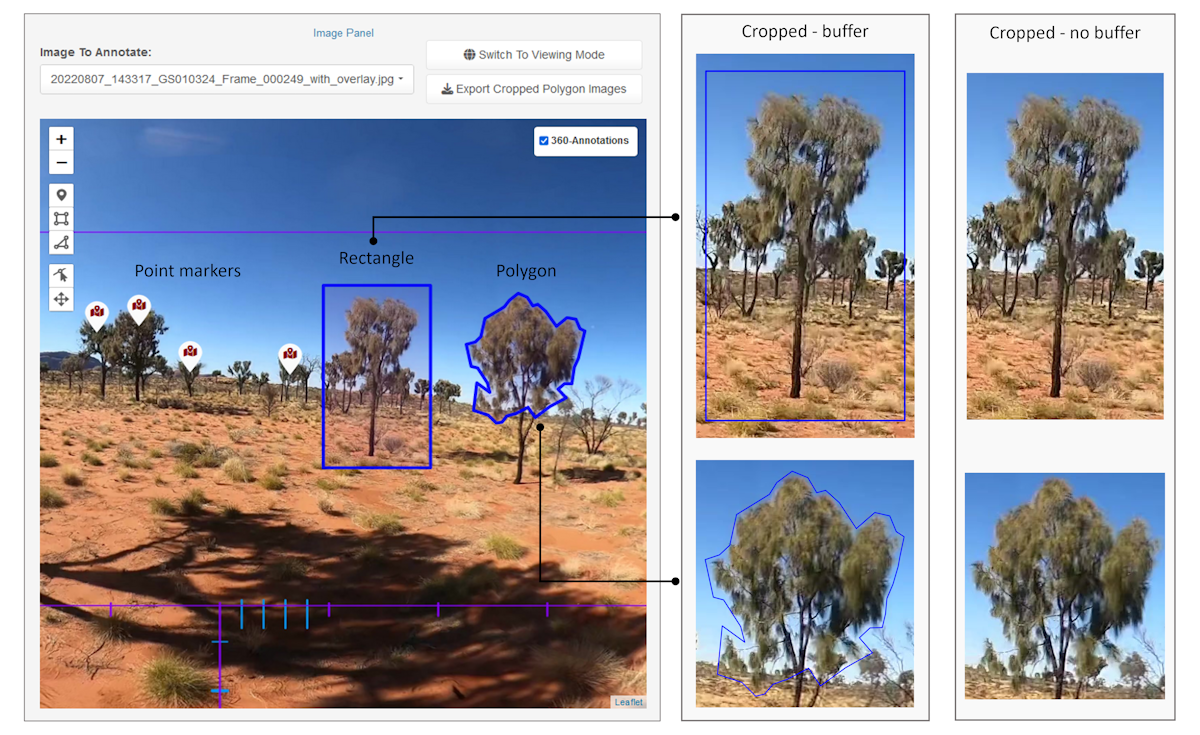 Image Panel
Image To Annotate:
20220807_143317_GS010324_Frame_000249_with_overlay.jpg
Switch To Viewing Mode
Export Cropped Polygon Images
+
−
360-Annotations
Point markers
Rectangle
Polygon
Leaflet
Cropped - buffer
Cropped - no buffer